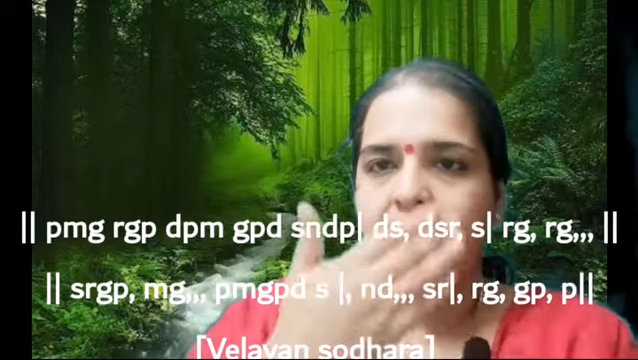 || pmg rgp dpm gpd sndp| ds, dsr, s| rg, rg,,, ||
|| srgp, mg,,, pmgpd s |, nd,,, sr|, rg, gp, p||
[Velavan sodhara]